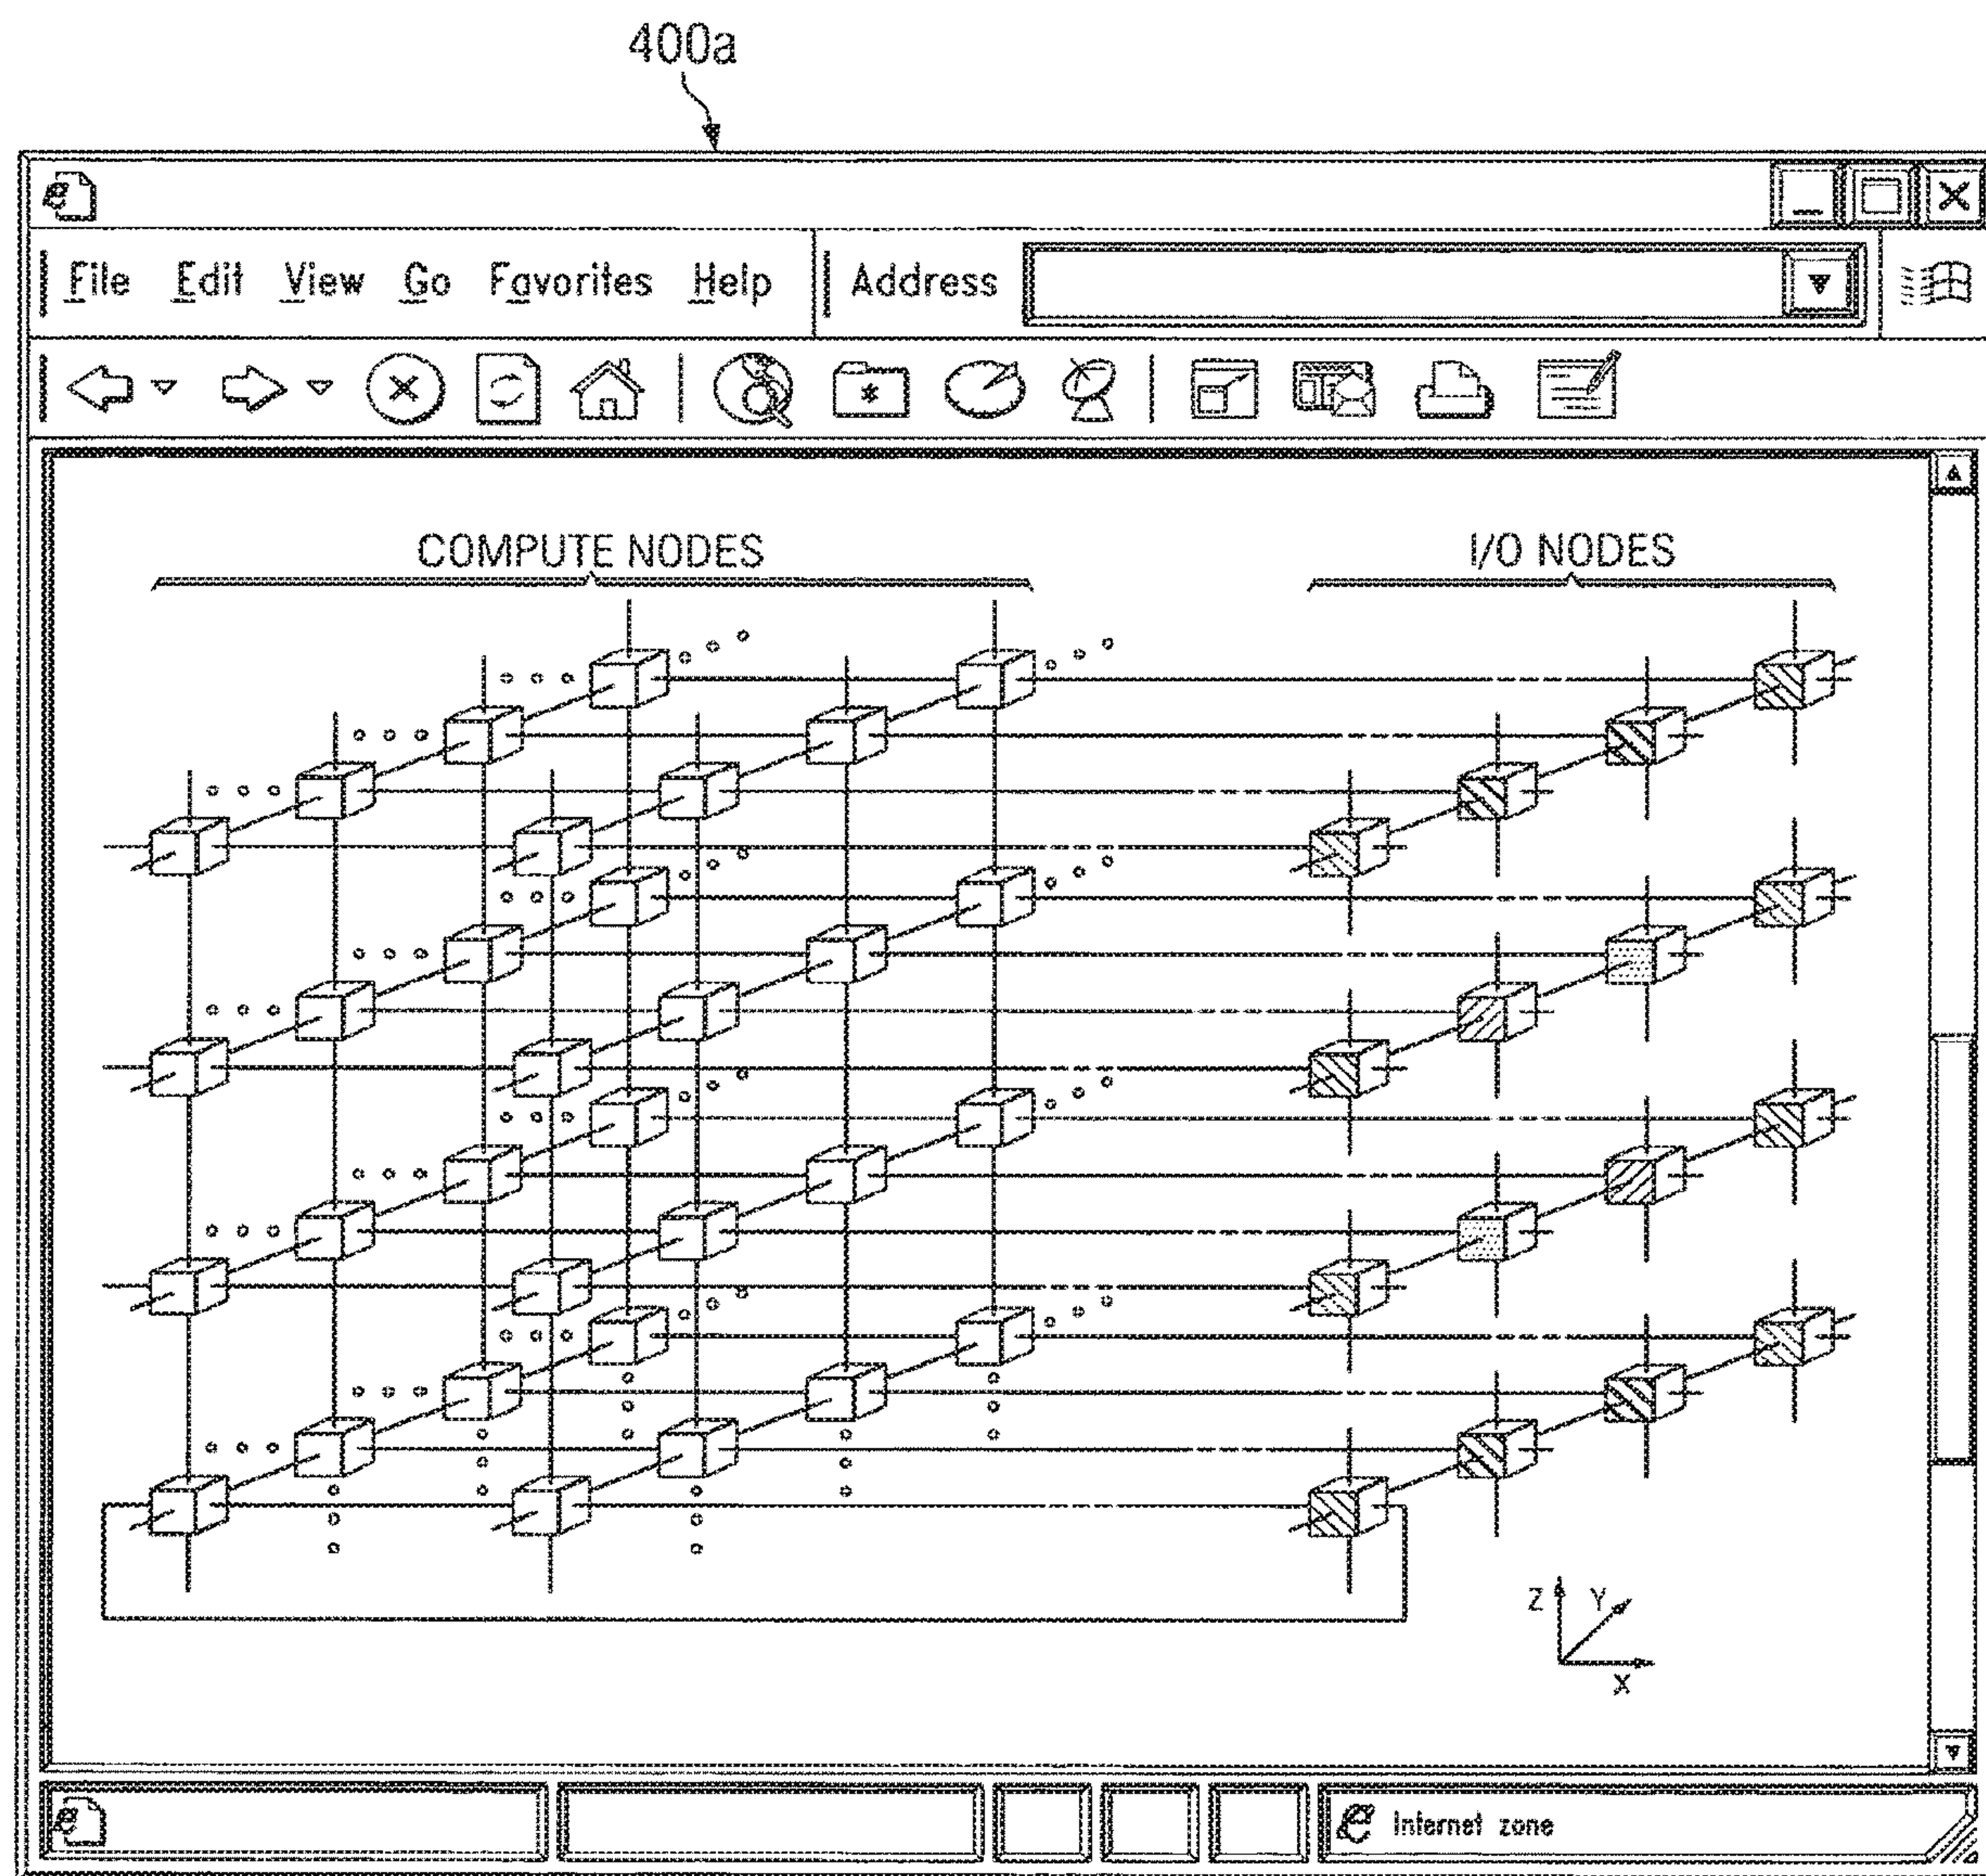 400a
File Edit View Go Favorites Help Address
COMPUTE NODES I/O NODES
Z Y
X
Internet zone